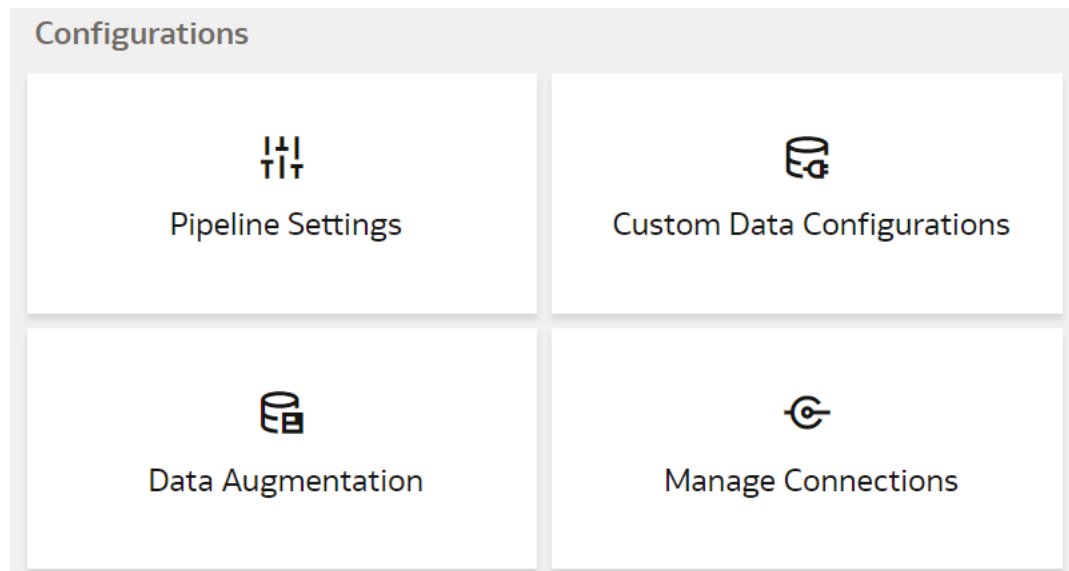 Configurations
Pipeline Settings
Custom Data Configurations
Data Augmentation
Manage Connections